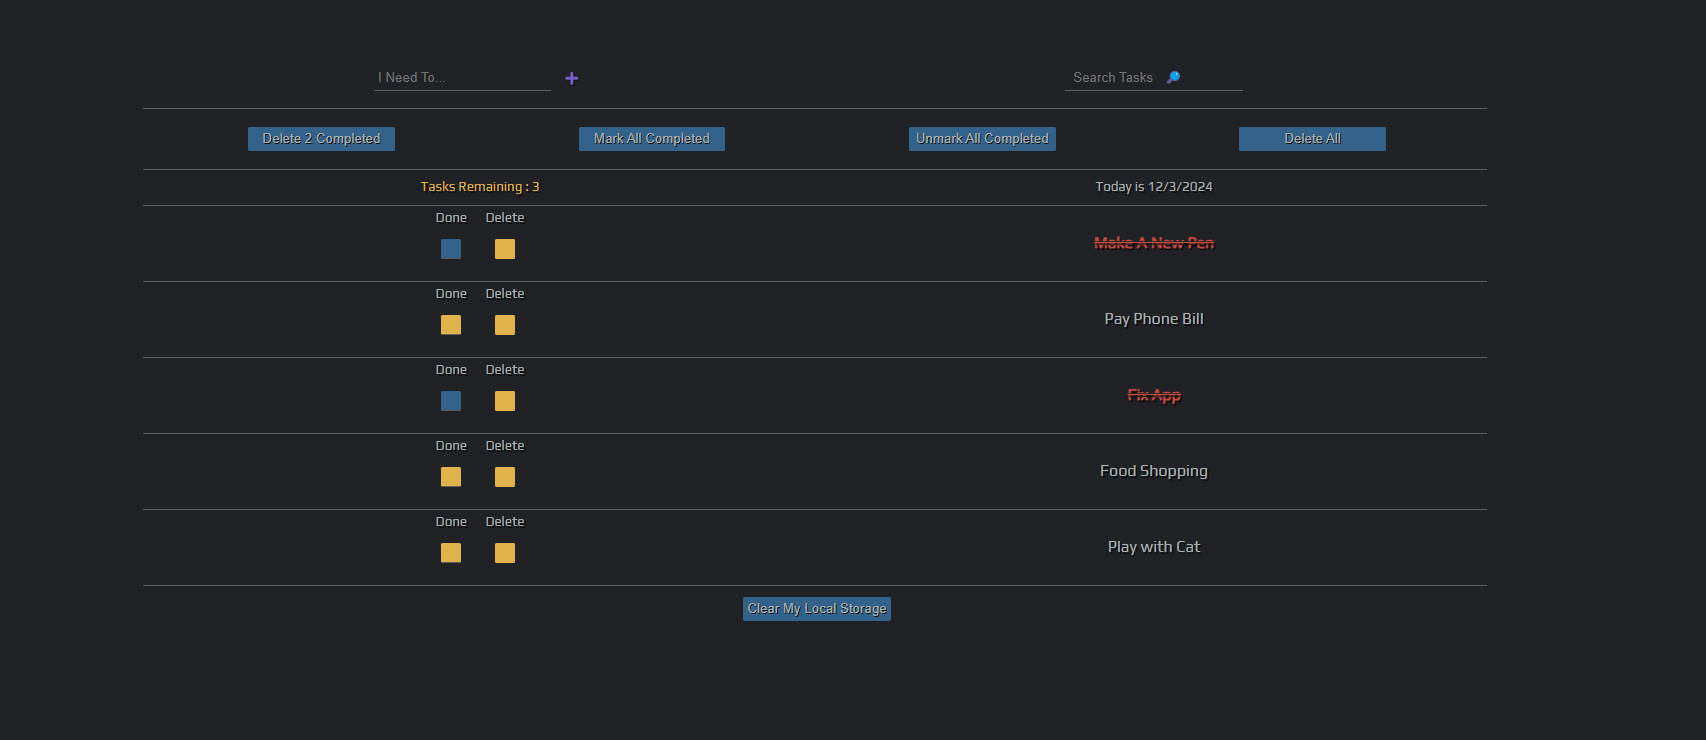 I Need To...
Search Tasks
Delete 2 Completed
Mark All Completed
Unmark All Completed
Delete All
Tasks Remaining : 3
Today is 12/3/2024
Done Delete
Make A New Pen
Done Delete
Pay Phone Bill
Done Delete
Fix App
Done Delete
Food Shopping
Done Delete
Play with Cat
Clear My Local Storage